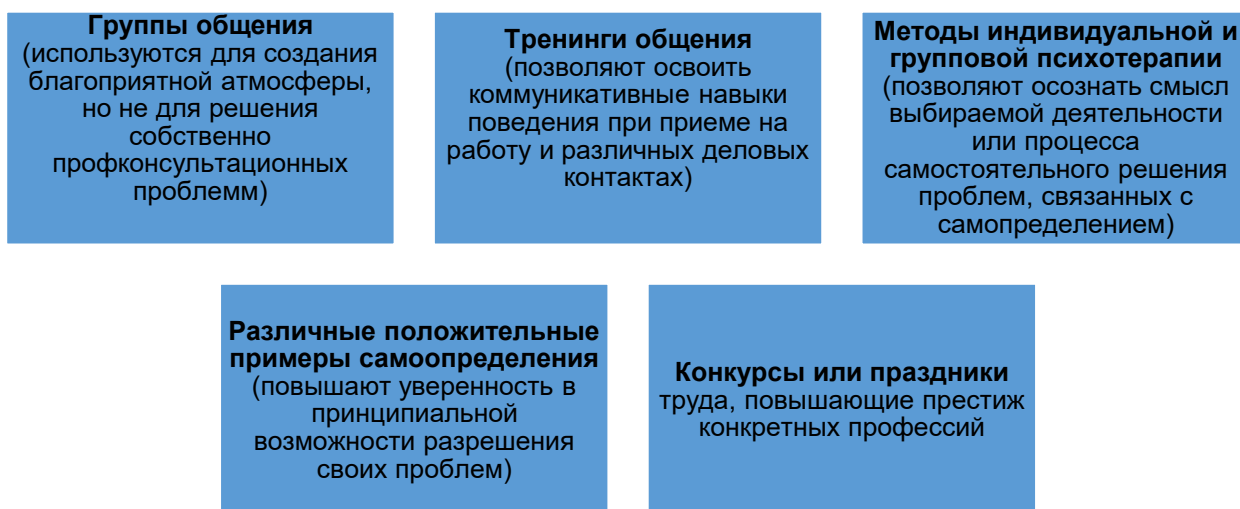 Группы общения
(используются для создания
благоприятной атмосферы,
но не для решения
собственно
профконсультационных
проблемм)
Тренинги общения
(позволяют освоить
коммуникативные навыки
поведения при приеме на
работу и различных деловых
контактах)
Методы индивидуальной и
групповой психотерапии
(позволяют осознать смысл
выбираемой деятельности
или процесса
самостоятельного решения
проблем, связанных с
самопределением)
Различные положительные
примеры самоопределения
(повышают уверенность в
принципиальной
возможности разрешения
своих проблем)
Конкурсы или праздники
труда, повышающие престиж
конкретных профессий